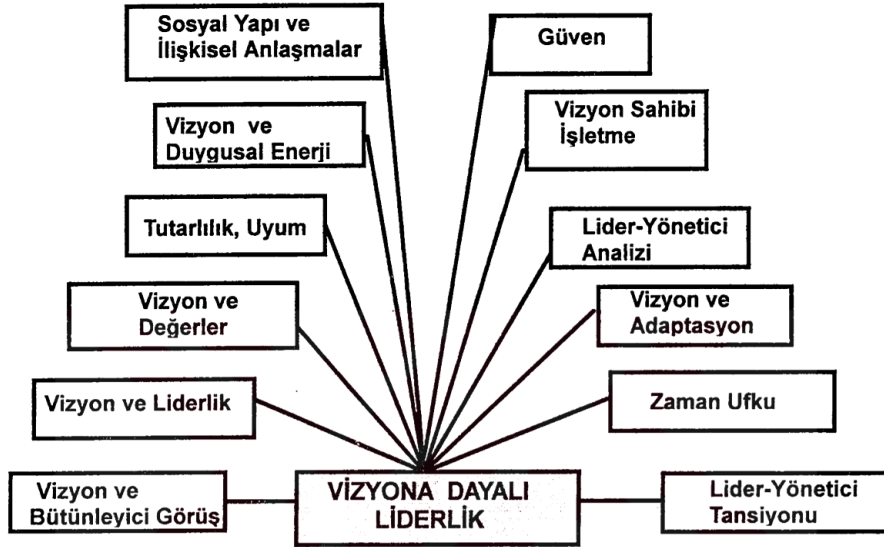 Sosyal Yapı ve
İlişkisel Anlaşmalar
Güven
Vizyon ve
Duygusal Enerji
Vizyon Sahibi
İşletme
Tutarlılık, Uyum
Lider-Yönetici
Analizi
Vizyon ve
Değerler
Vizyon ve
Adaptasyon
Vizyon ve Liderlik
Zaman Ufku
Vizyon ve
Bütünleyici Görüş
VİZYONA DAYALI
LİDERLİK
Lider-Yönetici
Tansiyonu